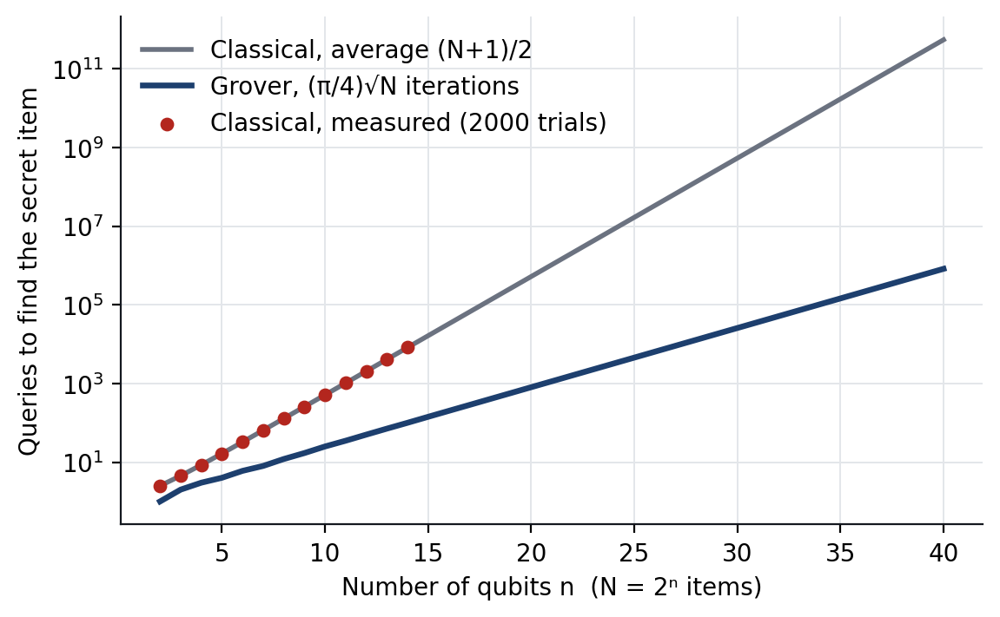 Classical, average (N+1)/2
Grover, (π/4)√N iterations
Classical, measured (2000 trials)
Queries to find the secret item
10¹¹
10⁹
10⁷
10⁵
10³
10¹
5 10 15 20 25 30 35 40
Number of qubits n (N = 2ⁿ items)